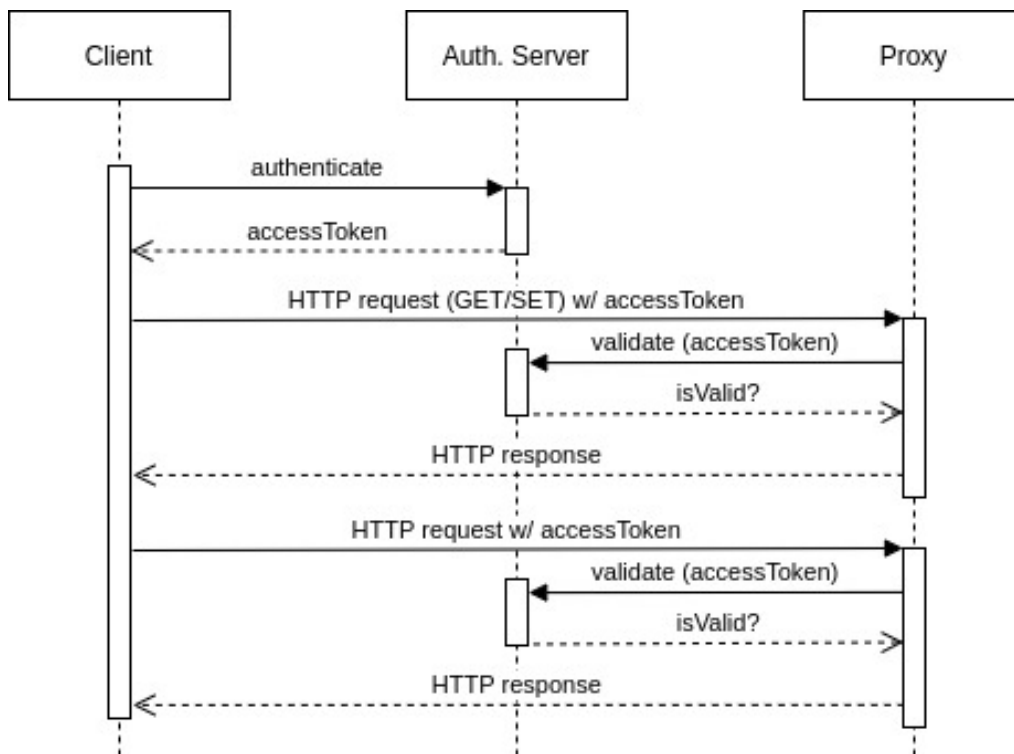 Client
Auth. Server
Proxy
authenticate
accessToken
HTTP request (GET/SET) w/ accessToken
validate (accessToken)
isValid?
HTTP response
HTTP request w/ accessToken
validate (accessToken)
isValid?
HTTP response